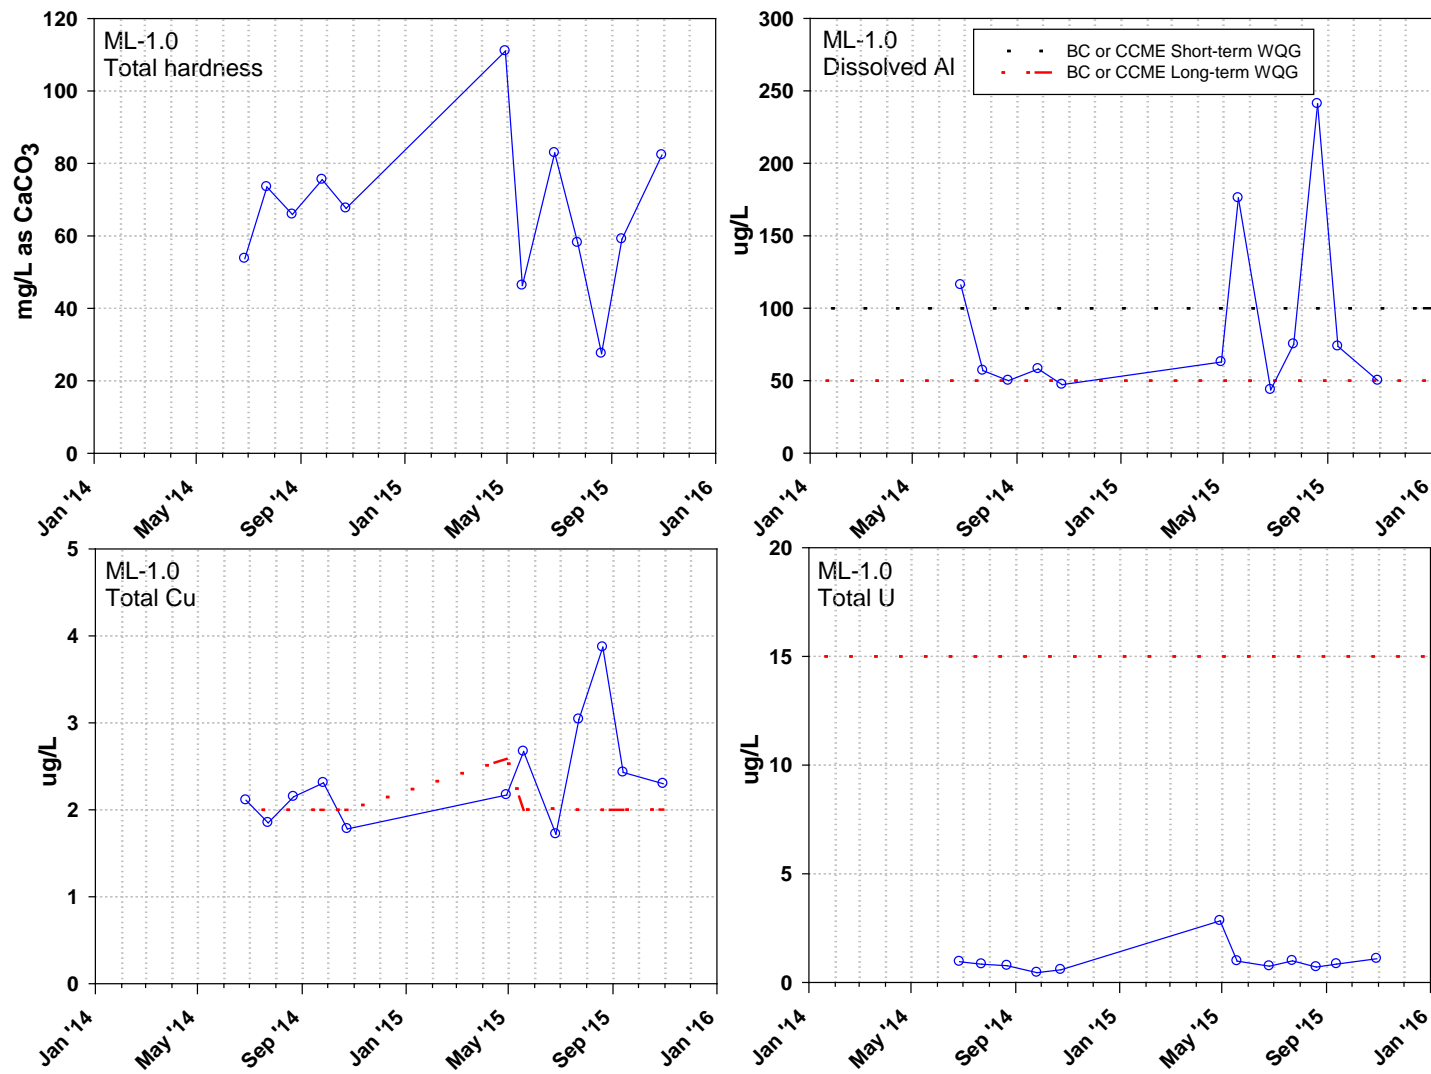 ML-1.0
Total hardness
mg/L as CaCO3
120
100
80
60
40
20
0
Jan '14
May '14
Sep '14
Jan '15
May '15
Sep '15
Jan '16
ML-1.0
Dissolved Al
BC or CCME Short-term WQG
BC or CCME Long-term WQG
ug/L
300
250
200
150
100
50
0
Jan '14
May '14
Sep '14
Jan '15
May '15
Sep '15
Jan '16
ML-1.0
Total Cu
ug/L
5
4
3
2
1
0
Jan '14
May '14
Sep '14
Jan '15
May '15
Sep '15
Jan '16
ML-1.0
Total U
ug/L
20
15
10
5
0
Jan '14
May '14
Sep '14
Jan '15
May '15
Sep '15
Jan '16